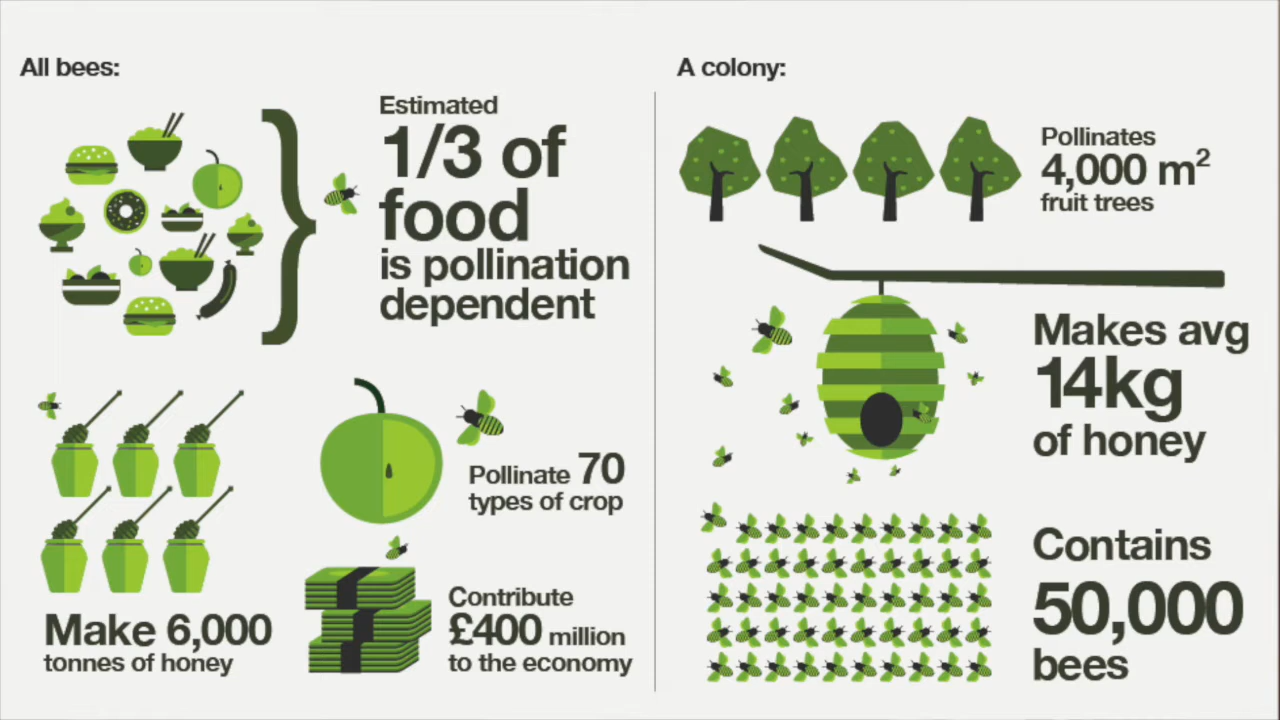 All bees:
Estimated
1/3 of
food
is pollination
dependent
Make 6,000
tonnes of honey
Pollinate 70
types of crop
Contribute
£400 million
to the economy
A colony:
Pollinates
4,000 m²
fruit trees
Makes avg
14kg
of honey
Contains
50,000
bees